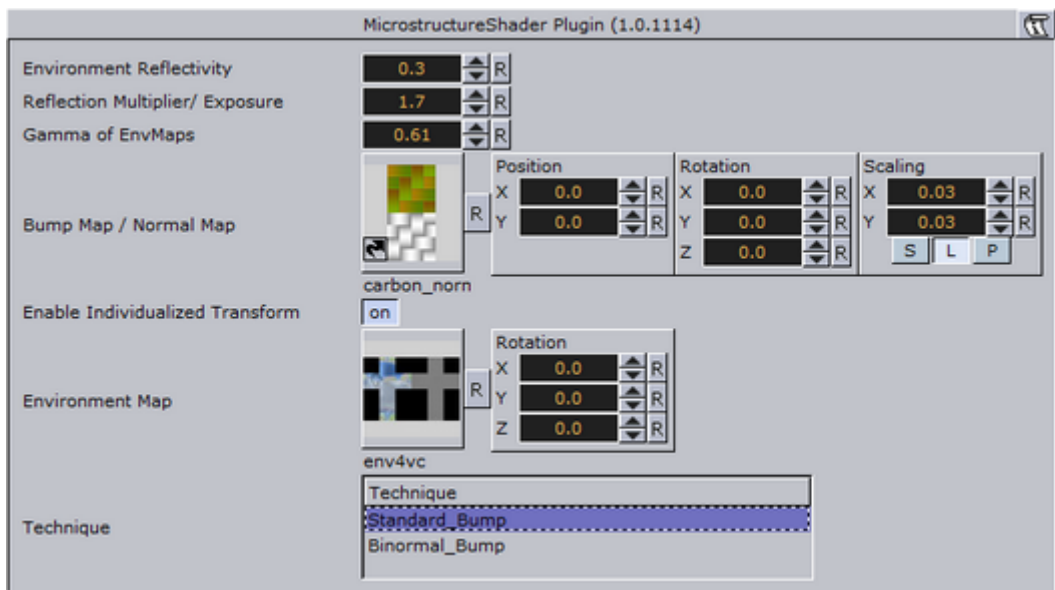 MicrostructureShader Plugin (1.0.1114)
Environment Reflectivity 0.3 R
Reflection Multiplier/ Exposure 1.7 R
Gamma of EnvMaps 0.61 R
Bump Map / Normal Map R
carbon_norn
Position
X 0.0 R
Y 0.0 R
Rotation
X 0.0 R
Y 0.0 R
Z 0.0 R
Scaling
X 0.03 R
Y 0.03 R
S L P
Enable Individualized Transform on
Environment Map R
env4vc
Rotation
X 0.0 R
Y 0.0 R
Z 0.0 R
Technique
Technique
Standard_Bump
Binormal_Bump